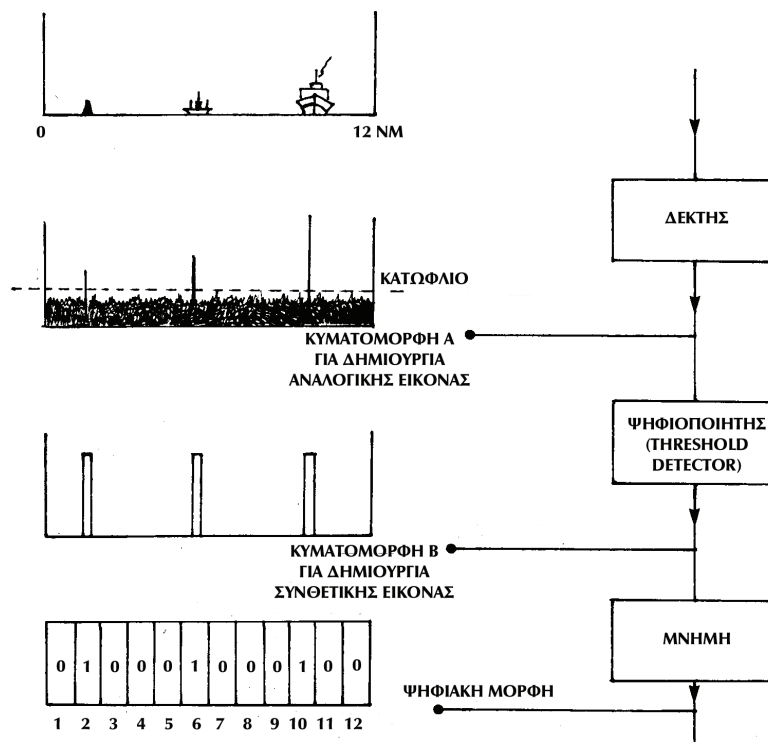 0 12 NM
ΔΕΚΤΗΣ
ΚΑΤΩΦΛΙΟ
ΚΥΜΑΤΟΜΟΡΦΗ Α
ΓΙΑ ΔΗΜΙΟΥΡΓΙΑ
ΑΝΑΛΟΓΙΚΗΣ ΕΙΚΟΝΑΣ
ΨΗΦΙΟΠΟΙΗΤΗΣ
(THRESHOLD
DETECTOR)
ΚΥΜΑΤΟΜΟΡΦΗ Β
ΓΙΑ ΔΗΜΙΟΥΡΓΙΑ
ΣΥΝΘΕΤΙΚΗΣ ΕΙΚΟΝΑΣ
ΜΝΗΜΗ
0 1 0 0 0 1 0 0 0 1 0 0
ΨΗΦΙΑΚΗ ΜΟΡΦΗ
1 2 3 4 5 6 7 8 9 10 11 12